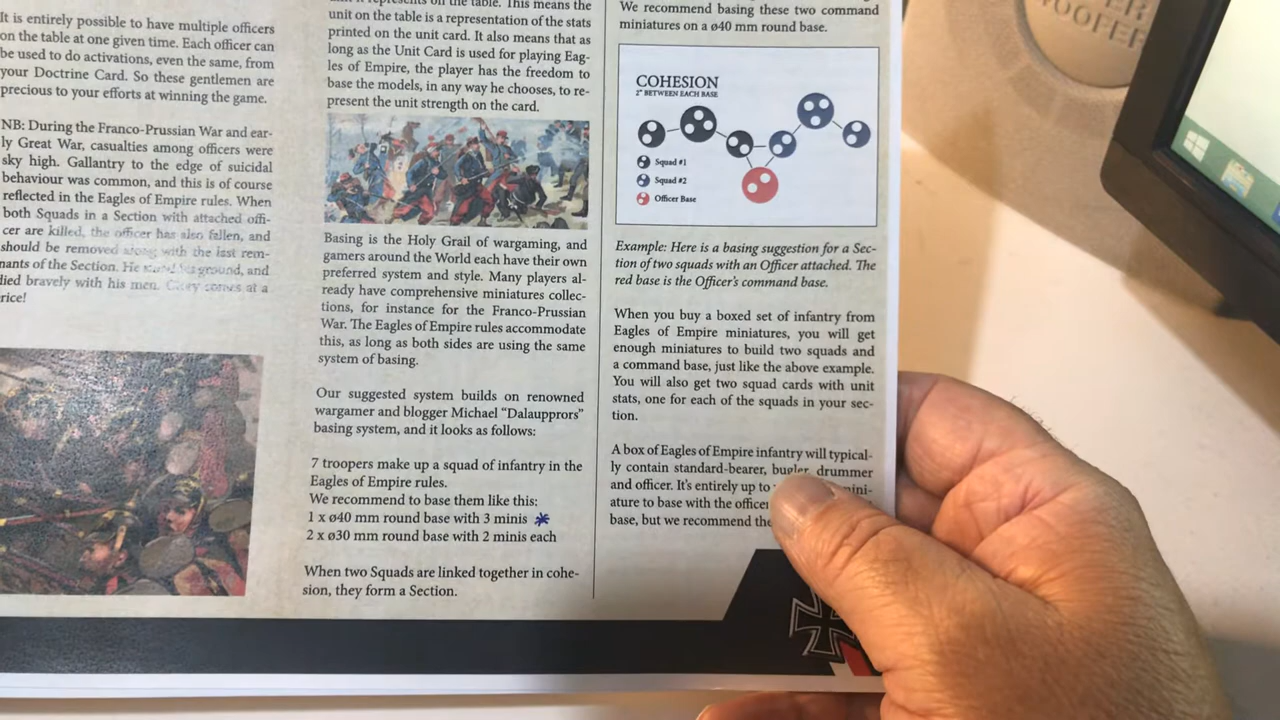 It is entirely possible to have multiple officers
on the table at one given time. Each officer can
be used to do activations, even the same, from
your Doctrine Card. So these gentlemen are
precious to your efforts at winning the game.
NB: During the Franco-Prussian War and ear-
ly Great War, casualties among officers were
sky high. Gallantry to the edge of suicidal
behaviour was common, and this is of course
reflected in the Eagles of Empire rules. When
both Squads in a Section with attached offi-
cer are killed, the officer has also fallen, and
should be removed along with the last rem-
nants of the Section. He stood his ground, and
died bravely with his men. Glory comes at a
rice!
it represents on the table. This means the
unit on the table is a representation of the stats
printed on the unit card. It also means that as
long as the Unit Card is used for playing Eag-
les of Empire, the player has the freedom to
base the models, in any way he chooses, to re-
present the unit strength on the card.
Basing is the Holy Grail of wargaming, and
gamers around the World each have their own
preferred system and style. Many players al-
ready have comprehensive miniatures collec-
tions, for instance for the Franco-Prussian
War. The Eagles of Empire rules accommodate
this, as long as both sides are using the same
system of basing.
Our suggested system builds on renowned
wargamer and blogger Michael “Dalaupprors”
basing system, and it looks as follows:
7 troopers make up a squad of infantry in the
Eagles of Empire rules.
We recommend to base them like this:
1 x ø40 mm round base with 3 minis
2 x ø30 mm round base with 2 minis each
When two Squads are linked together in cohe-
sion, they form a Section.
We recommend basing these two command
miniatures on a ø40 mm round base.
COHESION
2" BETWEEN EACH BASE
Squad #1
Squad #2
Officer Base
Example: Here is a basing suggestion for a Sec-
tion of two squads with an Officer attached. The
red base is the Officer's command base.
When you buy a boxed set of infantry from
Eagles of Empire miniatures, you will get
enough miniatures to build two squads and
a command base, just like the above example.
You will also get two squad cards with unit
stats, one for each of the squads in your sec-
tion.
A box of Eagles of Empire infantry will typical-
ly contain standard-bearer, bugler, drummer
and officer. It's entirely up to mini-
ature to base with the officer
base, but we recommend the
WOOFER